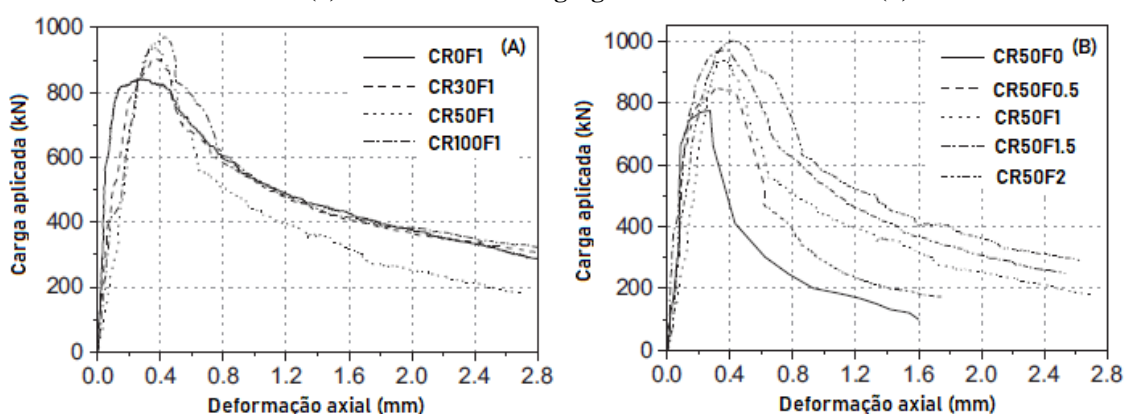 (A)
CR0F1
CR30F1
CR50F1
CR100F1
Carga aplicada (kN)
1000
800
600
400
200
0
0.0 0.4 0.8 1.2 1.6 2.0 2.4 2.8
Deformação axial (mm)
(B)
CR50F0
CR50F0.5
CR50F1
CR50F1.5
CR50F2
Carga aplicada (kN)
1000
800
600
400
200
0
0.0 0.4 0.8 1.2 1.6 2.0 2.4 2.8
Deformação axial (mm)